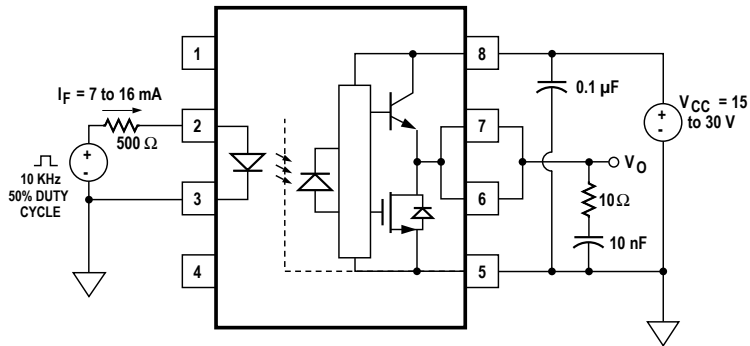 1
8
I_F = 7 to 16 mA
0.1 µF
V_CC = 15
to 30 V
+
-
2
7
500 Ω
+
-
V_O
10 KHz
50% DUTY
CYCLE
3
6
10Ω
10 nF
4
5